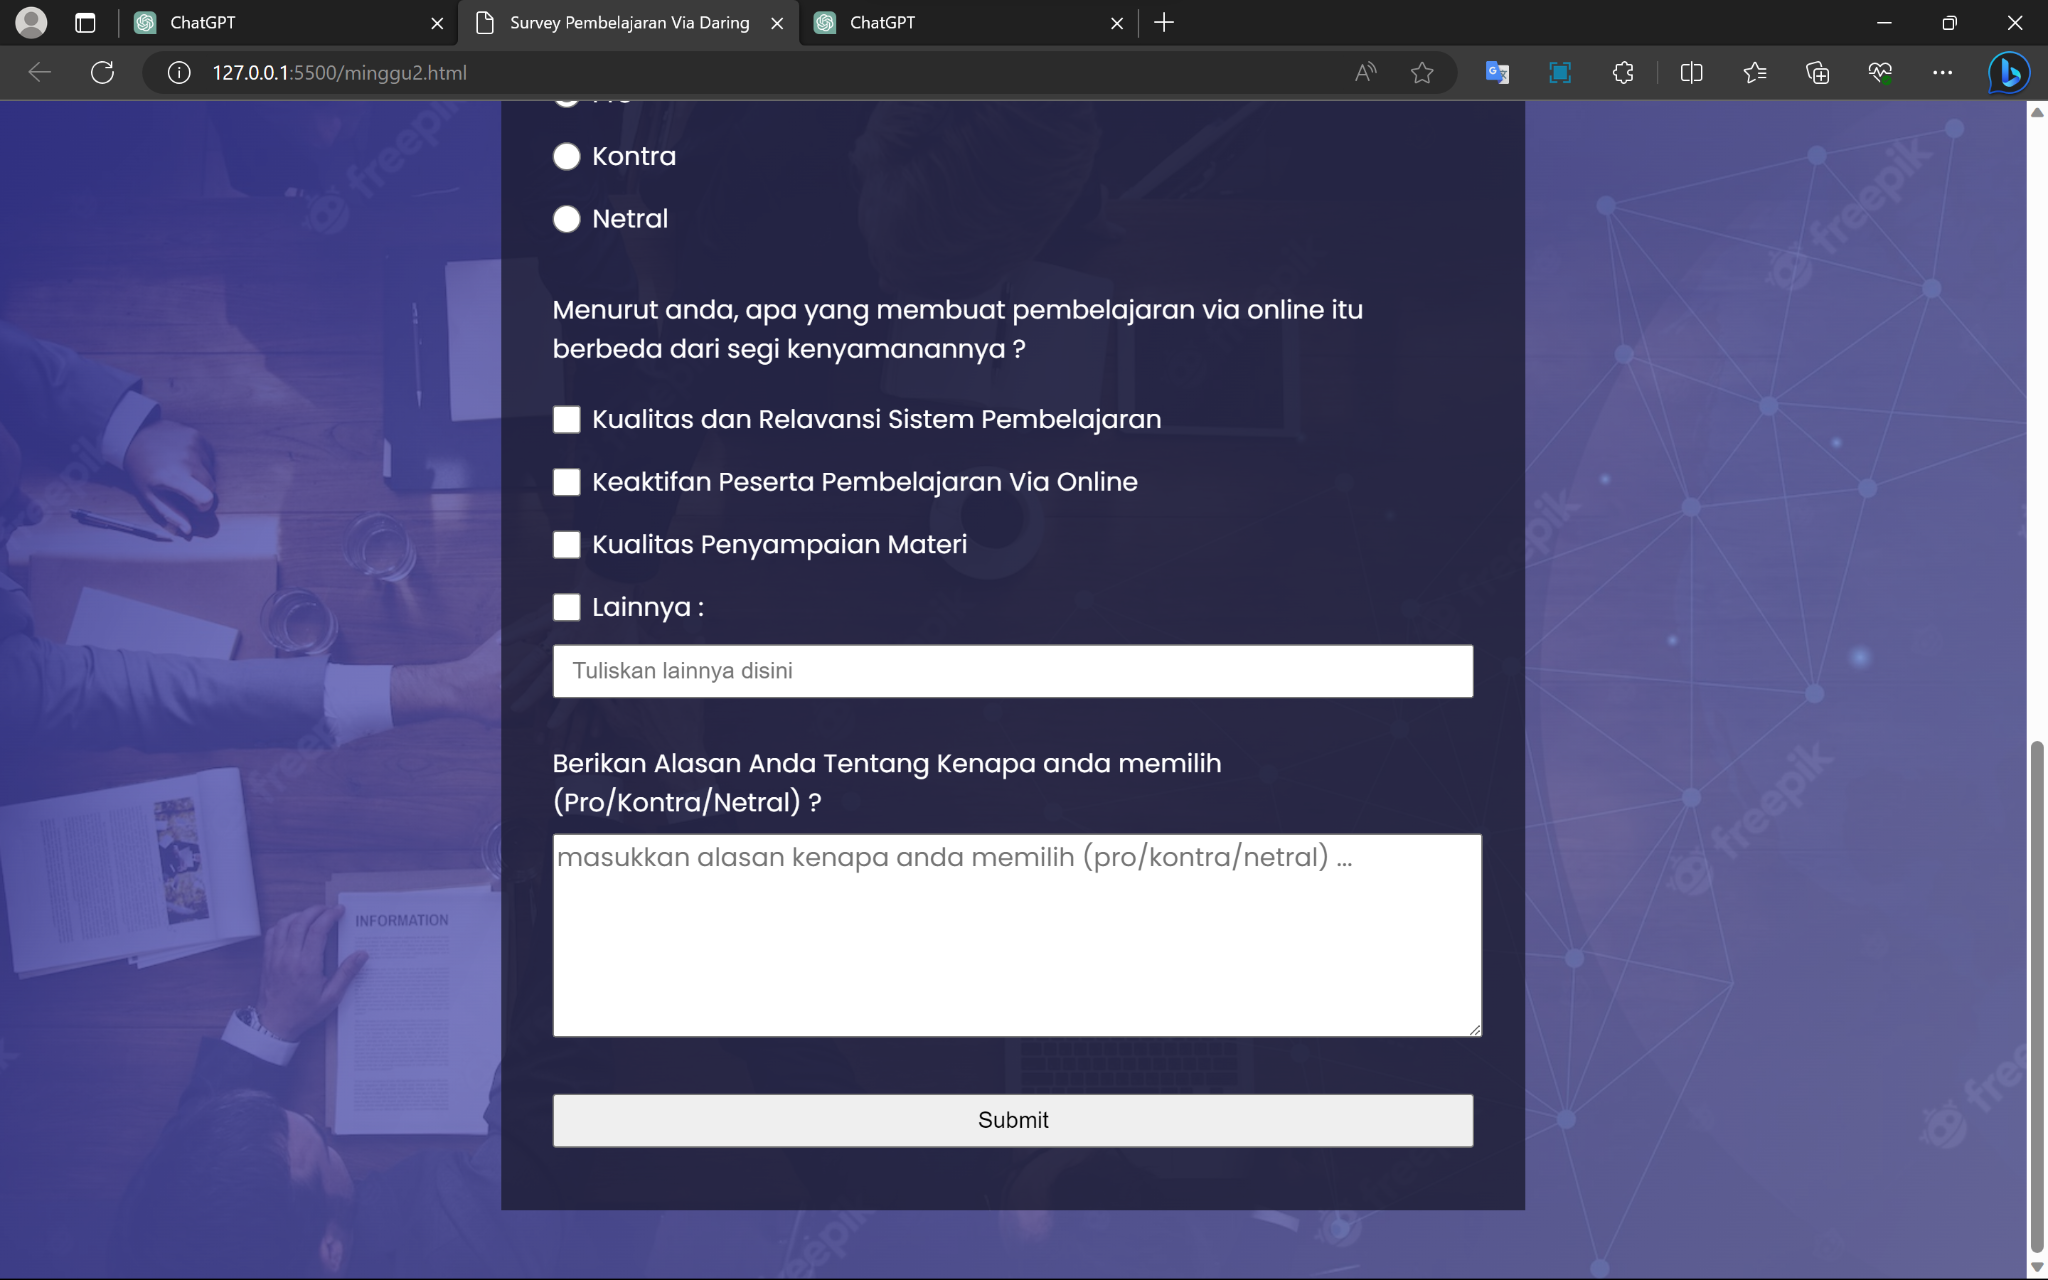 ChatGPT
Survey Pembelajaran Via Daring
ChatGPT
127.0.0.1:5500/minggu2.html
Kontra
Netral
Menurut anda, apa yang membuat pembelajaran via online itu
berbeda dari segi kenyamanannya ?
Kualitas dan Relavansi Sistem Pembelajaran
Keaktifan Peserta Pembelajaran Via Online
Kualitas Penyampaian Materi
Lainnya :
Tuliskan lainnya disini
Berikan Alasan Anda Tentang Kenapa anda memilih
(Pro/Kontra/Netral) ?
masukkan alasan kenapa anda memilih (pro/kontra/netral) ...
Submit
INFORMATION
freepik
freepik
freepik
freepik